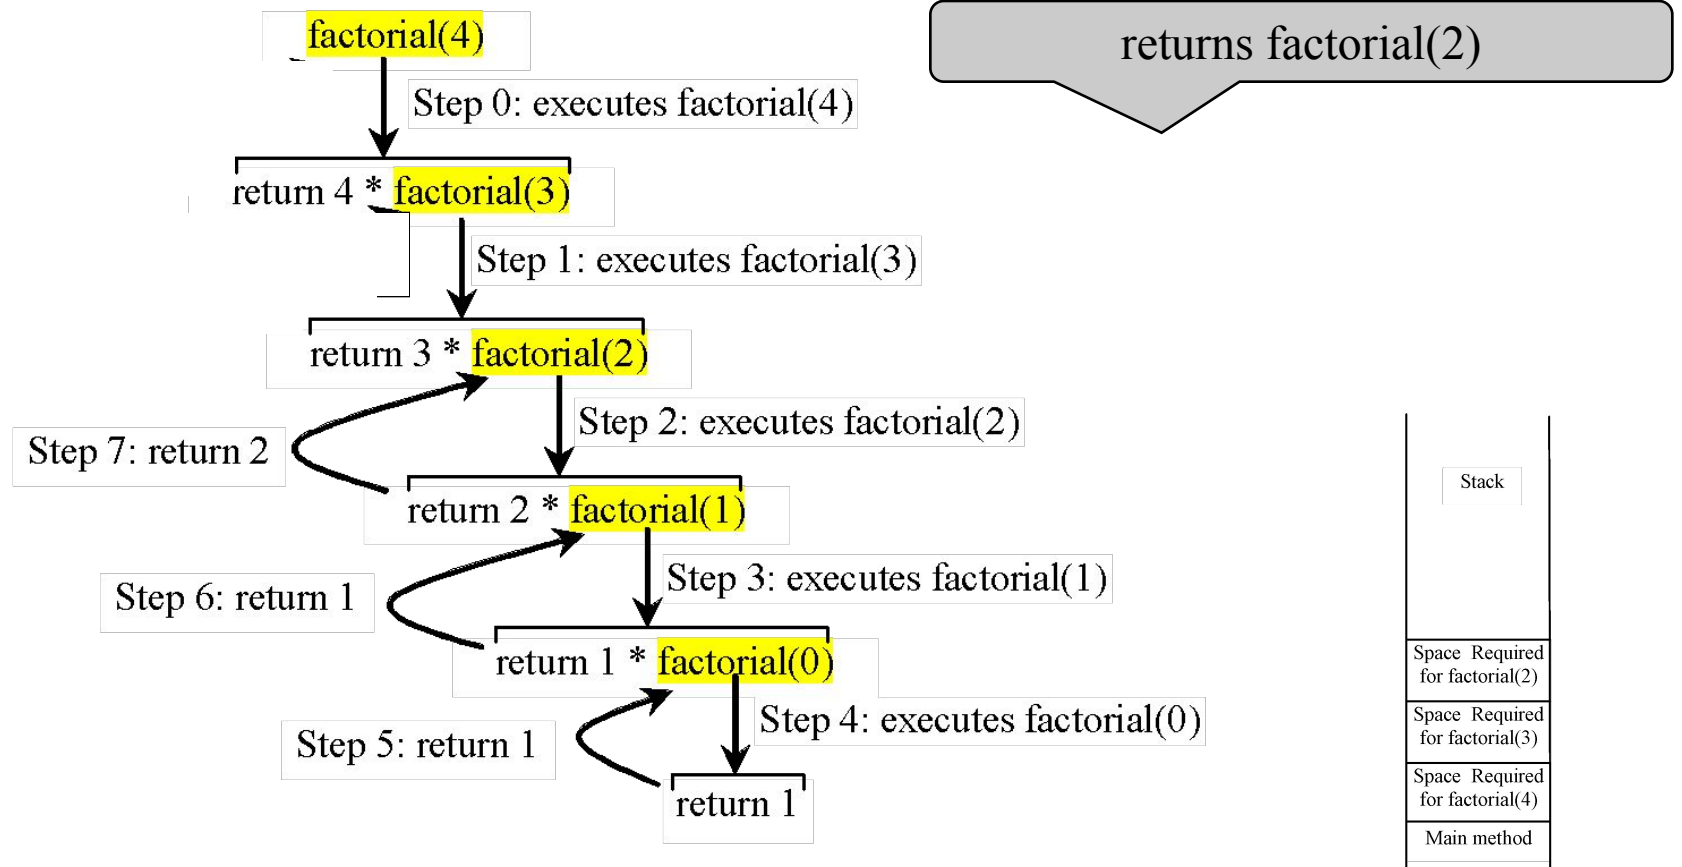 factorial(4)
returns factorial(2)
Step 0: executes factorial(4)
return 4 * factorial(3)
Step 1: executes factorial(3)
return 3 * factorial(2)
Step 2: executes factorial(2)
Step 7: return 2
return 2 * factorial(1)
Step 3: executes factorial(1)
Step 6: return 1
return 1 * factorial(0)
Step 4: executes factorial(0)
Step 5: return 1
return 1
Stack
Space Required
for factorial(2)
Space Required
for factorial(3)
Space Required
for factorial(4)
Main method